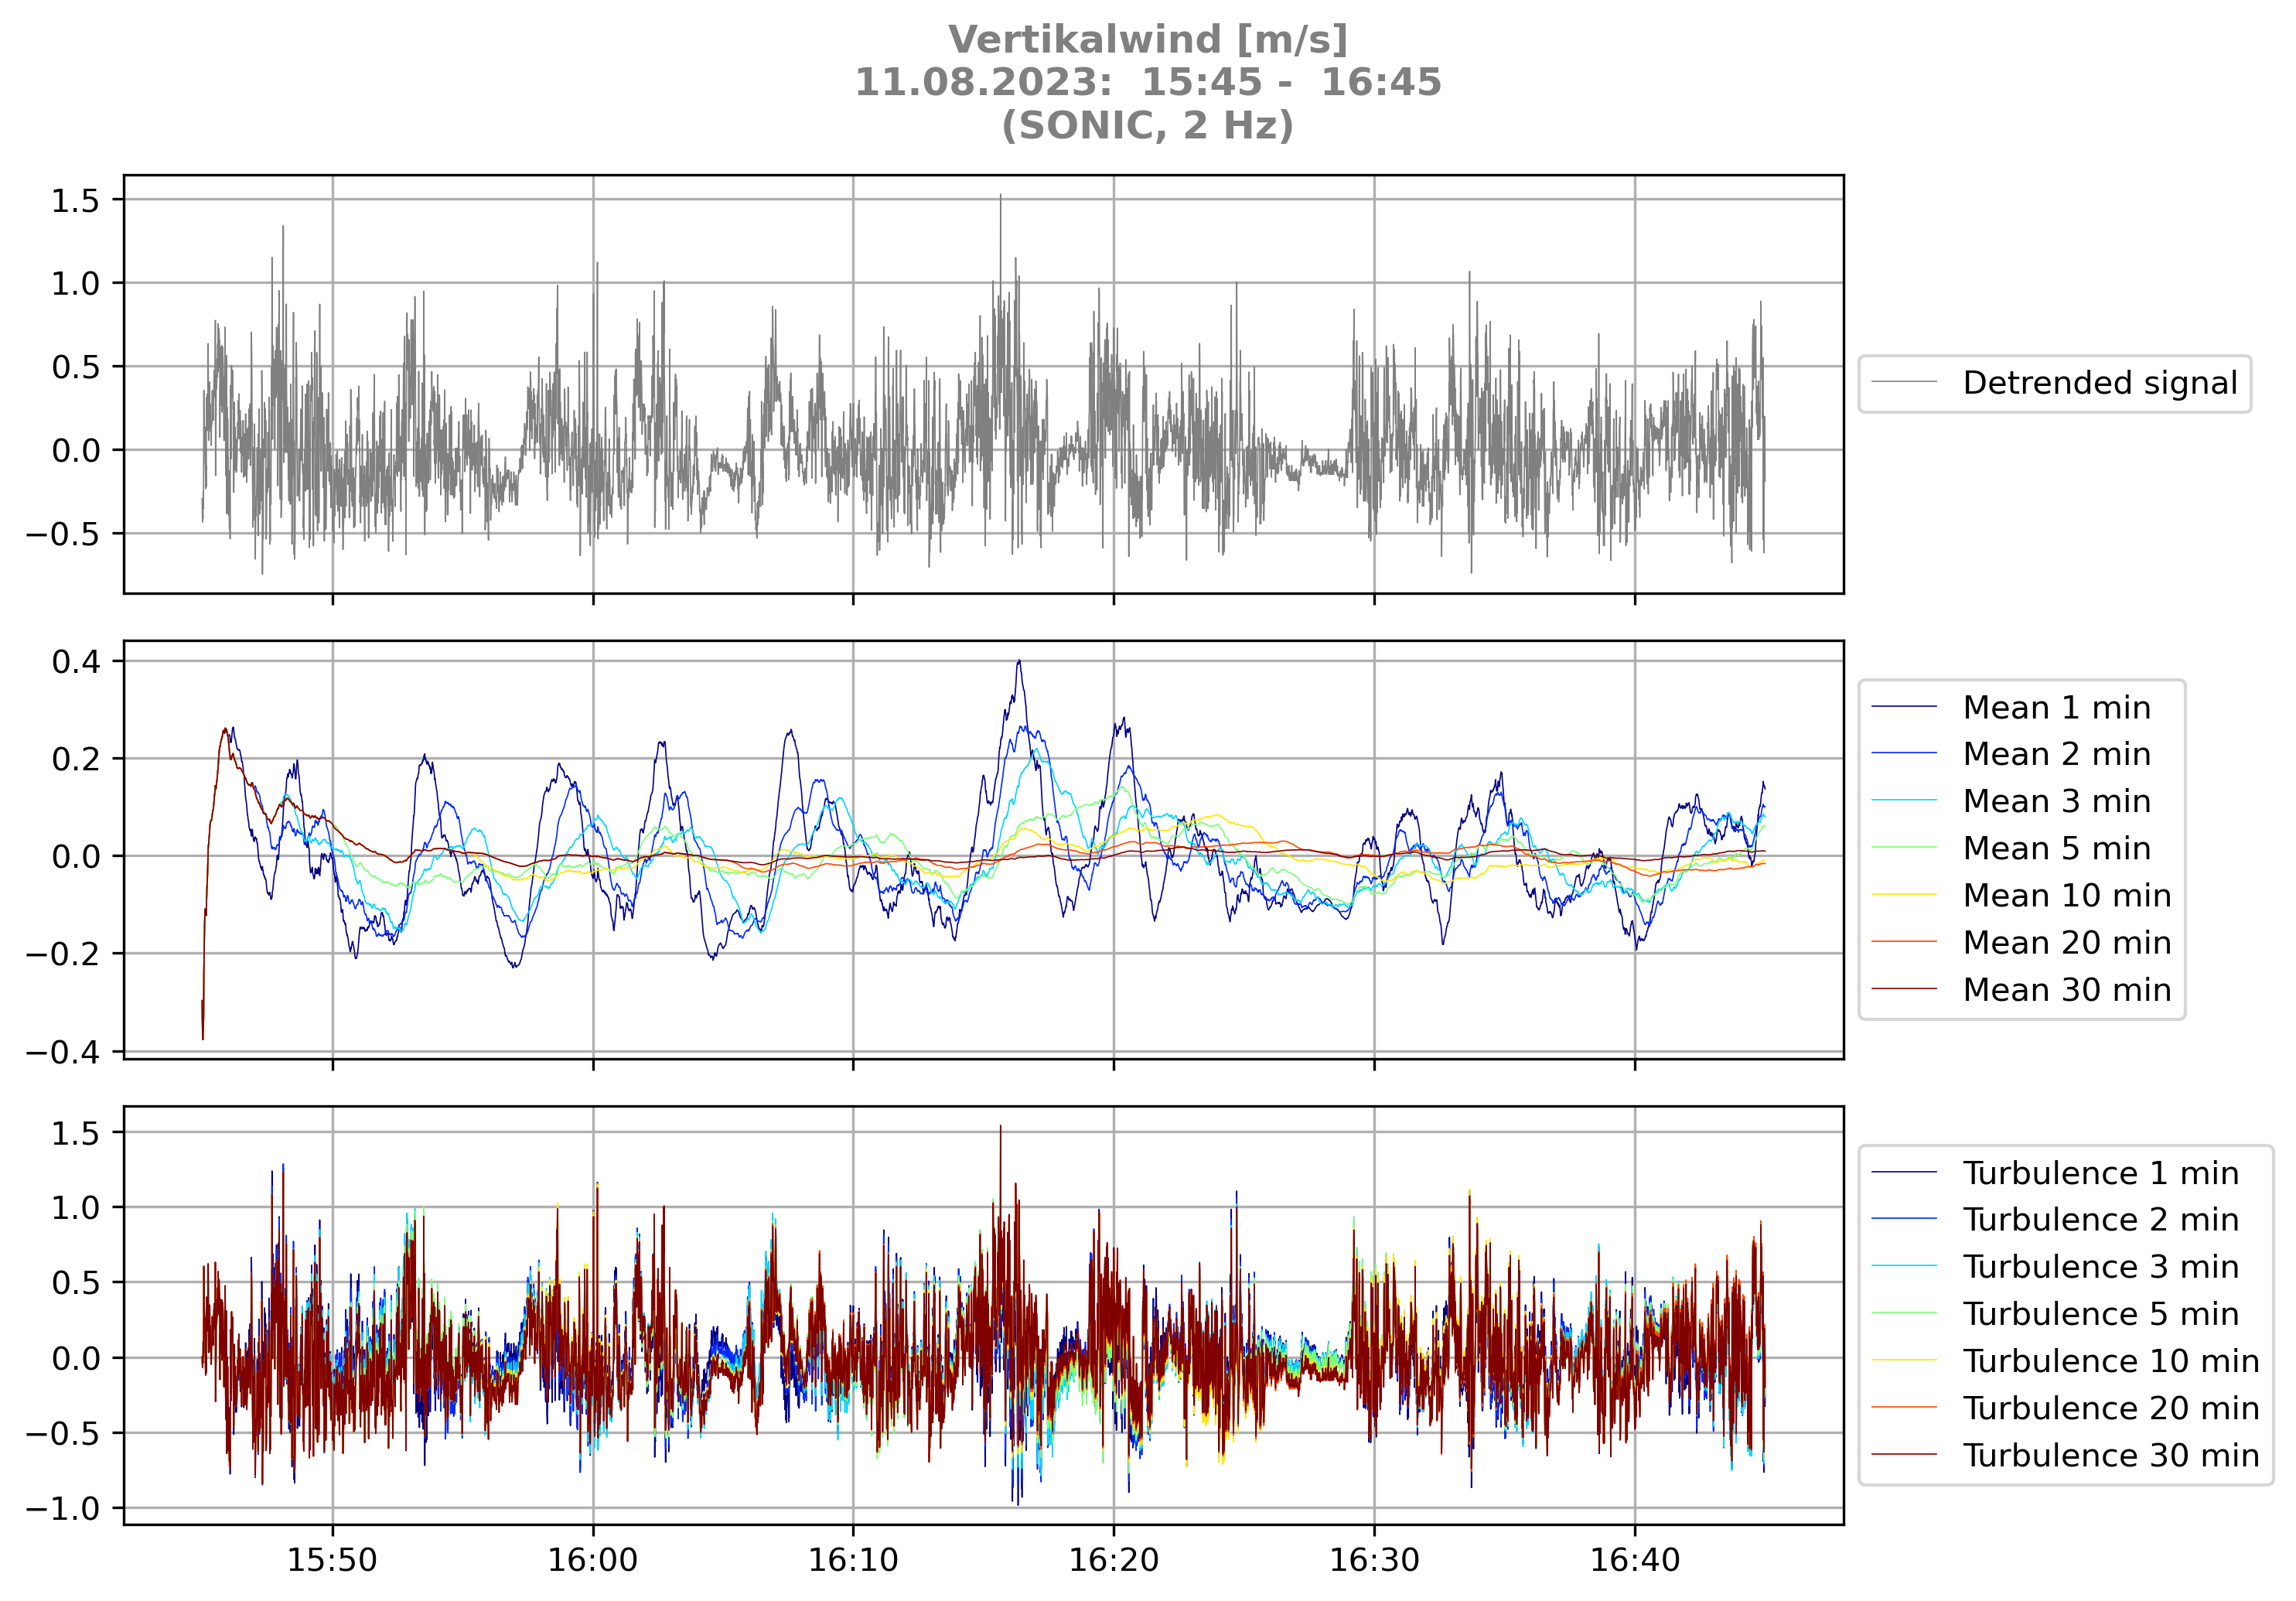 Vertikalwind [m/s]
11.08.2023:  15:45 -  16:45
(SONIC, 2 Hz)
1.5
1.0
0.5
0.0
−0.5
Detrended signal
0.4
0.2
0.0
−0.2
−0.4
Mean 1 min
Mean 2 min
Mean 3 min
Mean 5 min
Mean 10 min
Mean 20 min
Mean 30 min
1.5
1.0
0.5
0.0
−0.5
−1.0
Turbulence 1 min
Turbulence 2 min
Turbulence 3 min
Turbulence 5 min
Turbulence 10 min
Turbulence 20 min
Turbulence 30 min
15:50 16:00 16:10 16:20 16:30 16:40